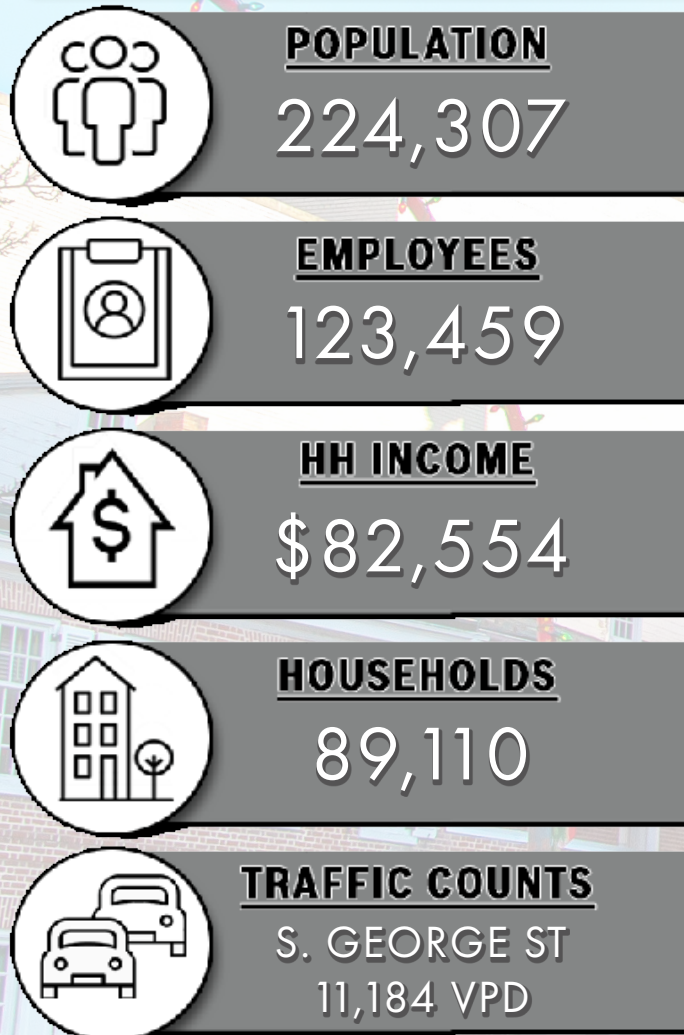 POPULATION
224,307
EMPLOYEES
123,459
HH INCOME
$82,554
HOUSEHOLDS
89,110
TRAFFIC COUNTS
S. GEORGE ST
11,184 VPD